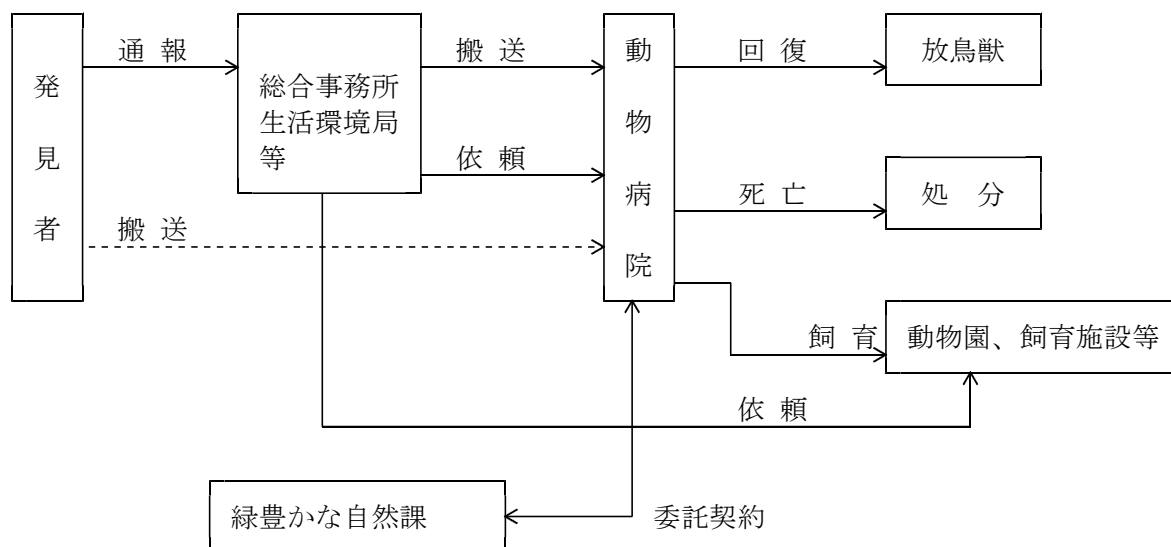 発見者
通報
総合事務所
生活環境局
等
搬送
依頼
搬送
動物病院
回復
放鳥獣
死亡
処分
飼育
動物園、飼育施設等
依頼
緑豊かな自然課
委託契約